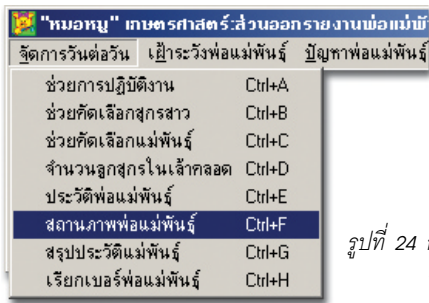 "หมอหมู" เกษตรศาสตร์:ส่วนออกรายงานพ่อแม่พั
จัดการวันต่อวัน เฝ้าระวังพ่อแม่พันธุ์ ปัญหาพ่อแม่พันธุ์
ช่วยการปฏิบัติงาน Ctrl+A
ช่วยคัดเลือกสุกรสาว Ctrl+B
ช่วยคัดเลือกแม่พันธุ์ Ctrl+C
จำนวนลูกสุกรในเล้าคลอด Ctrl+D
ประวัติพ่อแม่พันธุ์ Ctrl+E
สถานภาพพ่อแม่พันธุ์ Ctrl+F
สรุปประวัติแม่พันธุ์ Ctrl+G
เรียกเบอร์พ่อแม่พันธุ์ Ctrl+H
รูปที่ 24